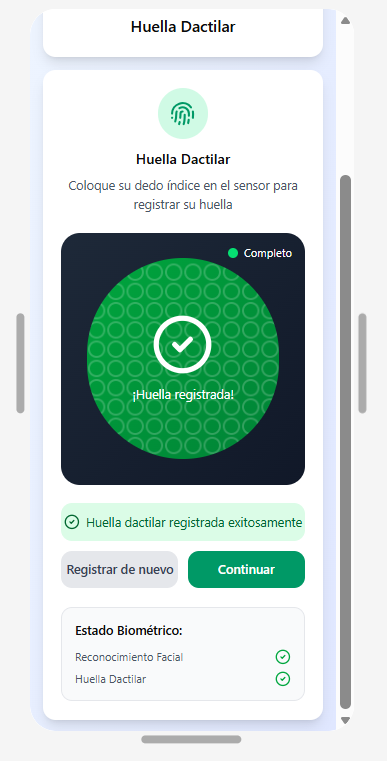 Huella Dactilar
Huella Dactilar
Coloque su dedo índice en el sensor para
registrar su huella
Completo
¡Huella registrada!
Huella dactilar registrada exitosamente
Registrar de nuevo
Continuar
Estado Biométrico:
Reconocimiento Facial
Huella Dactilar